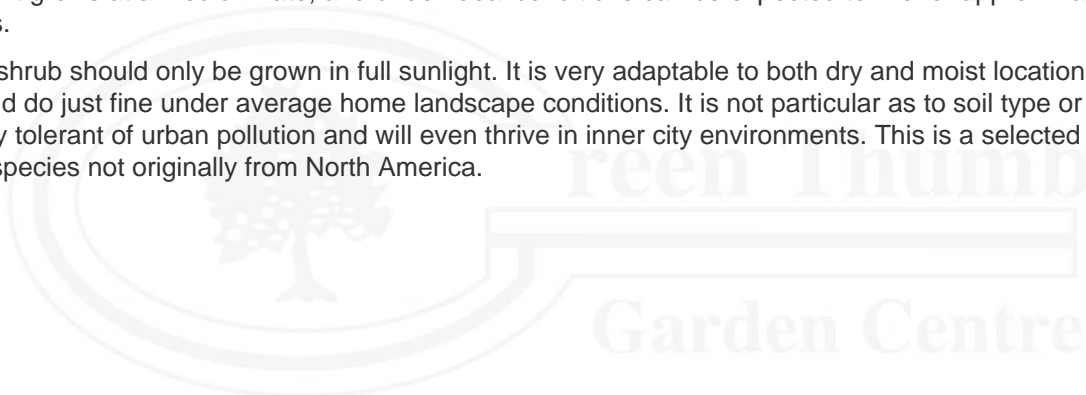 s.
shrub should only be grown in full sunlight. It is very adaptable to both dry and moist location
d do just fine under average home landscape conditions. It is not particular as to soil type or
y tolerant of urban pollution and will even thrive in inner city environments. This is a selected
species not originally from North America.
reen Thumb
Garden Centre